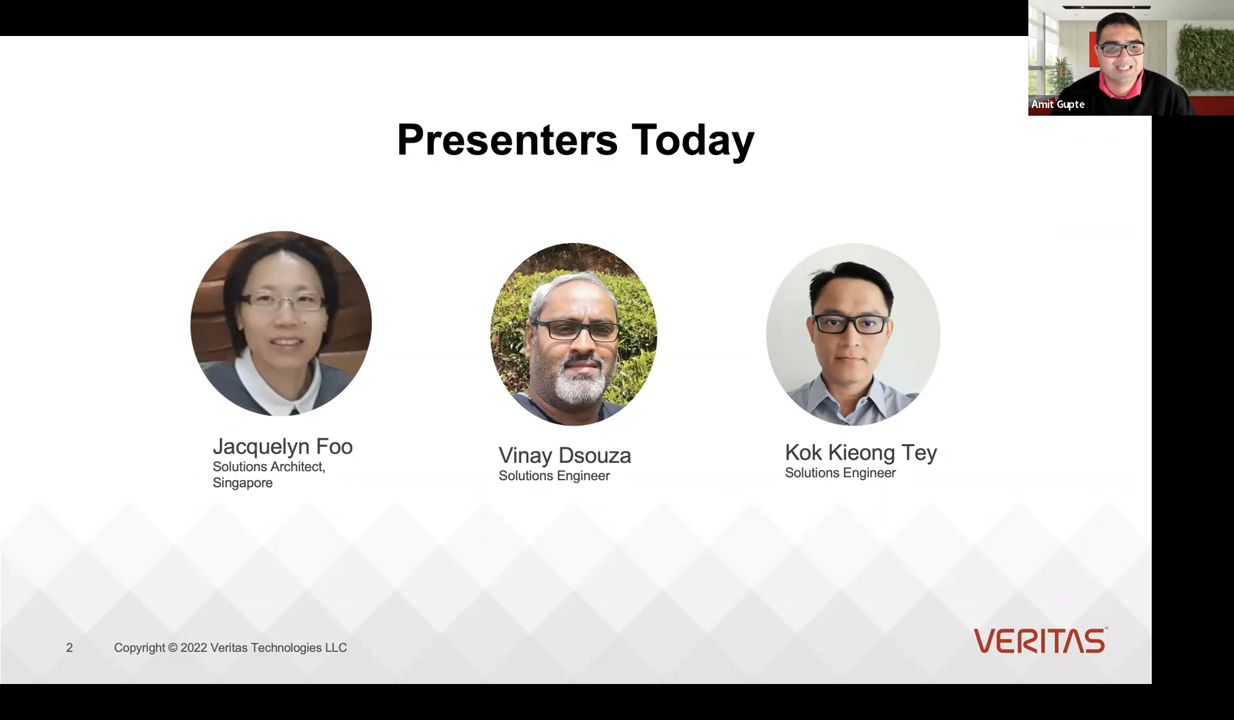 Amit Gupte
Presenters Today
Jacquelyn Foo
Solutions Architect,
Singapore
Vinay Dsouza
Solutions Engineer
Kok Kieong Tey
Solutions Engineer
2
Copyright © 2022 Veritas Technologies LLC
VERITAS™